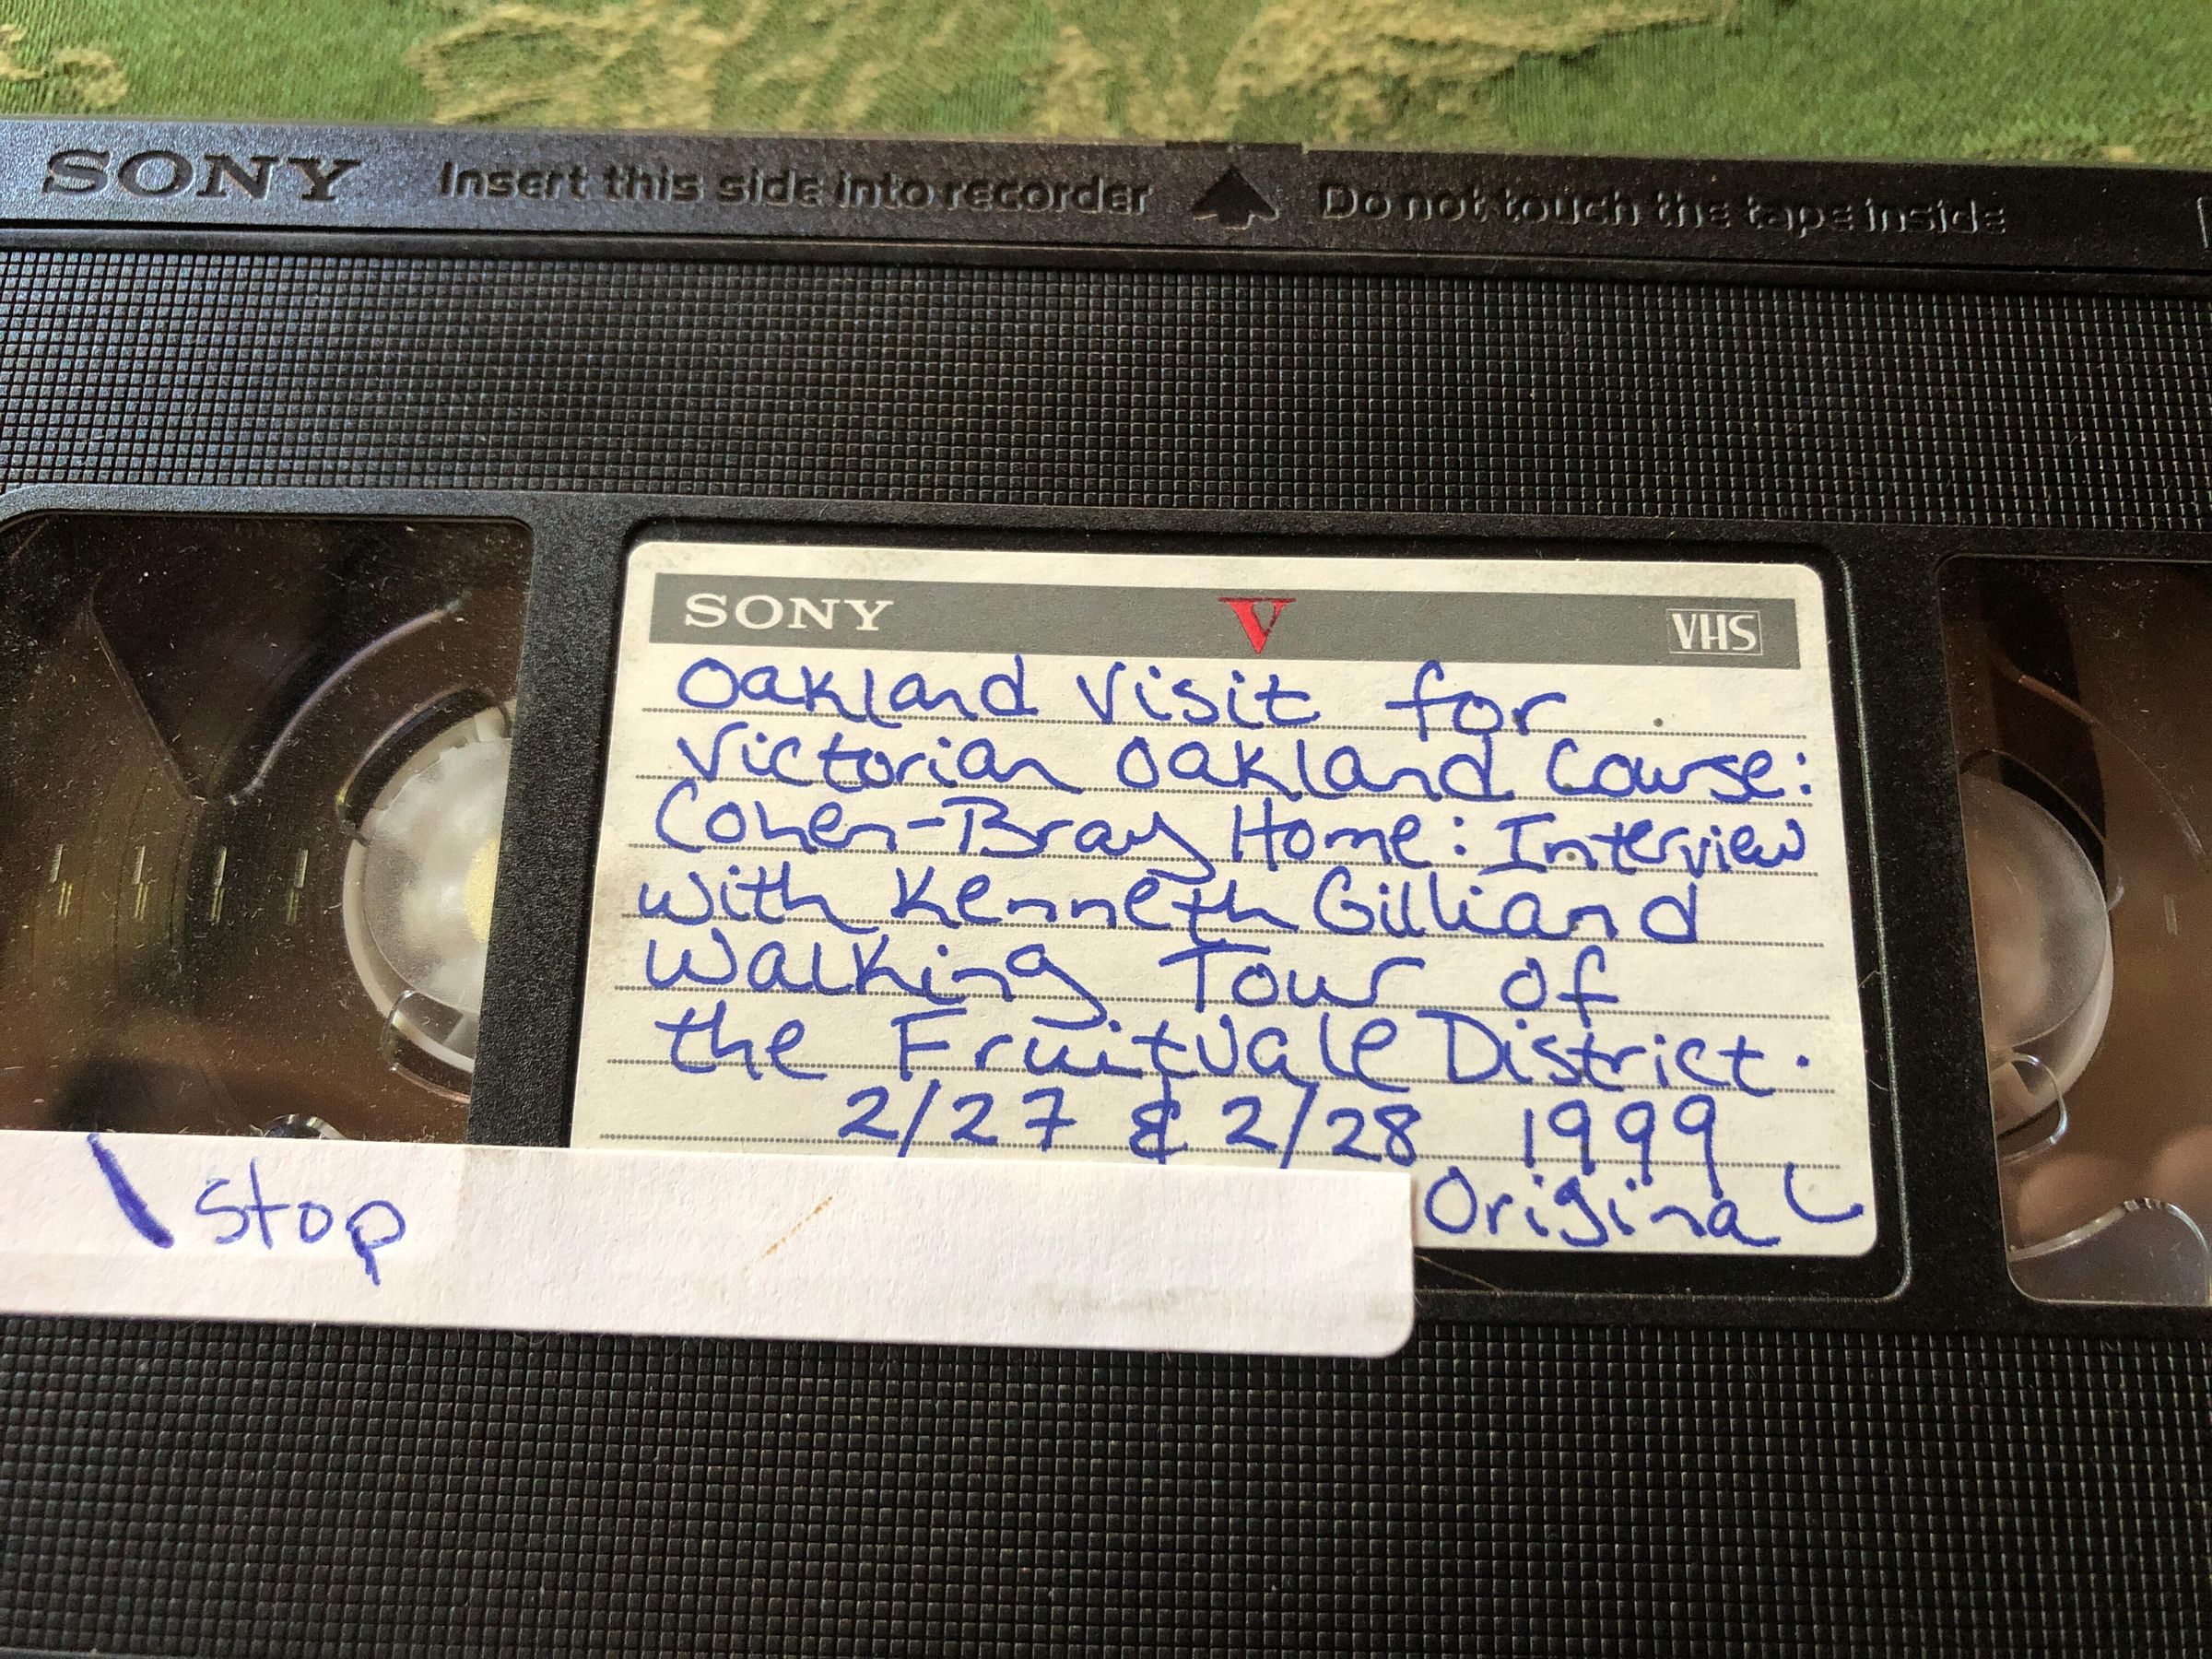 SONY Insert this side into recorder Do not touch the tape inside
SONY V VHS
Oakland Visit for
Victorian Oakland Course:
Cohen-Bray Home: Interview
with Kenneth Gilliand
Walking Tour of
the Fruitvale District.
2/27 & 2/28 1999
Original
\ Stop